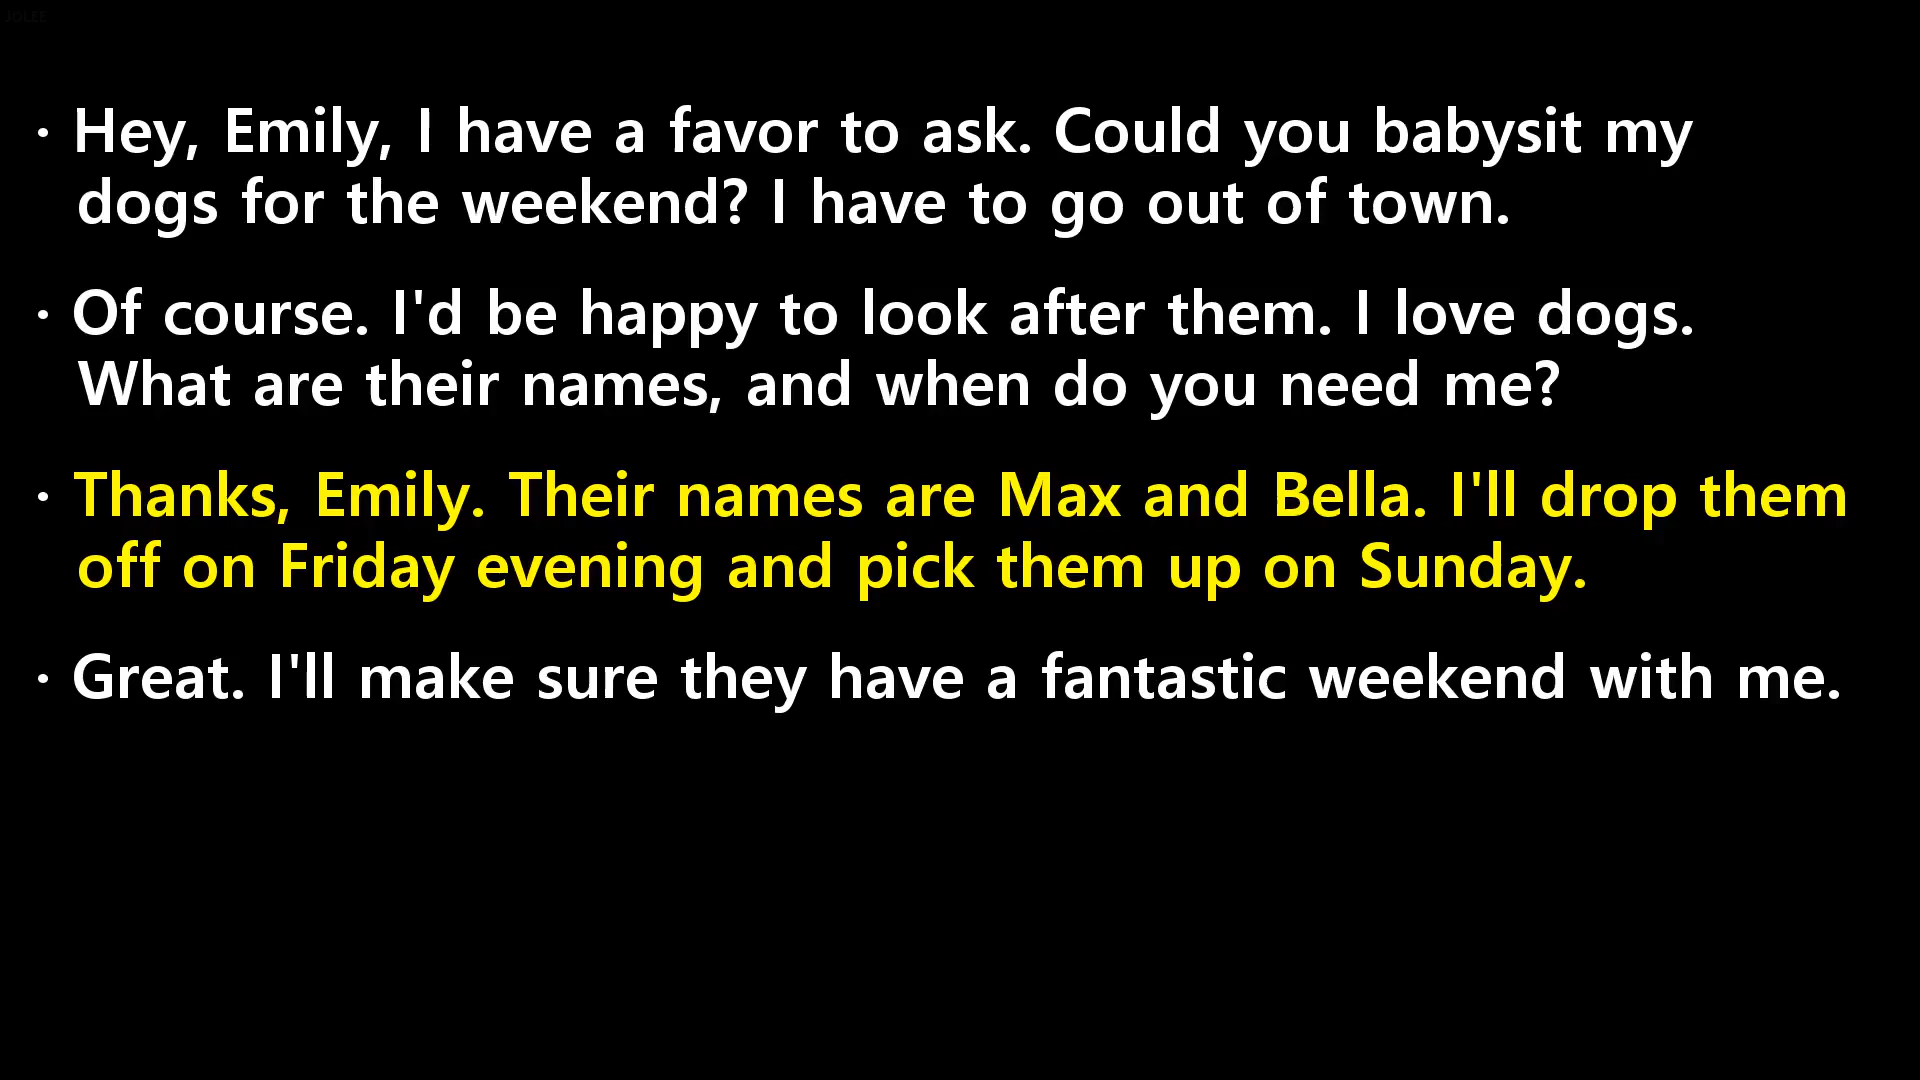 JOLEE
· Hey, Emily, I have a favor to ask. Could you babysit my
dogs for the weekend? I have to go out of town.
· Of course. I'd be happy to look after them. I love dogs.
What are their names, and when do you need me?
· Thanks, Emily. Their names are Max and Bella. I'll drop them
off on Friday evening and pick them up on Sunday.
· Great. I'll make sure they have a fantastic weekend with me.